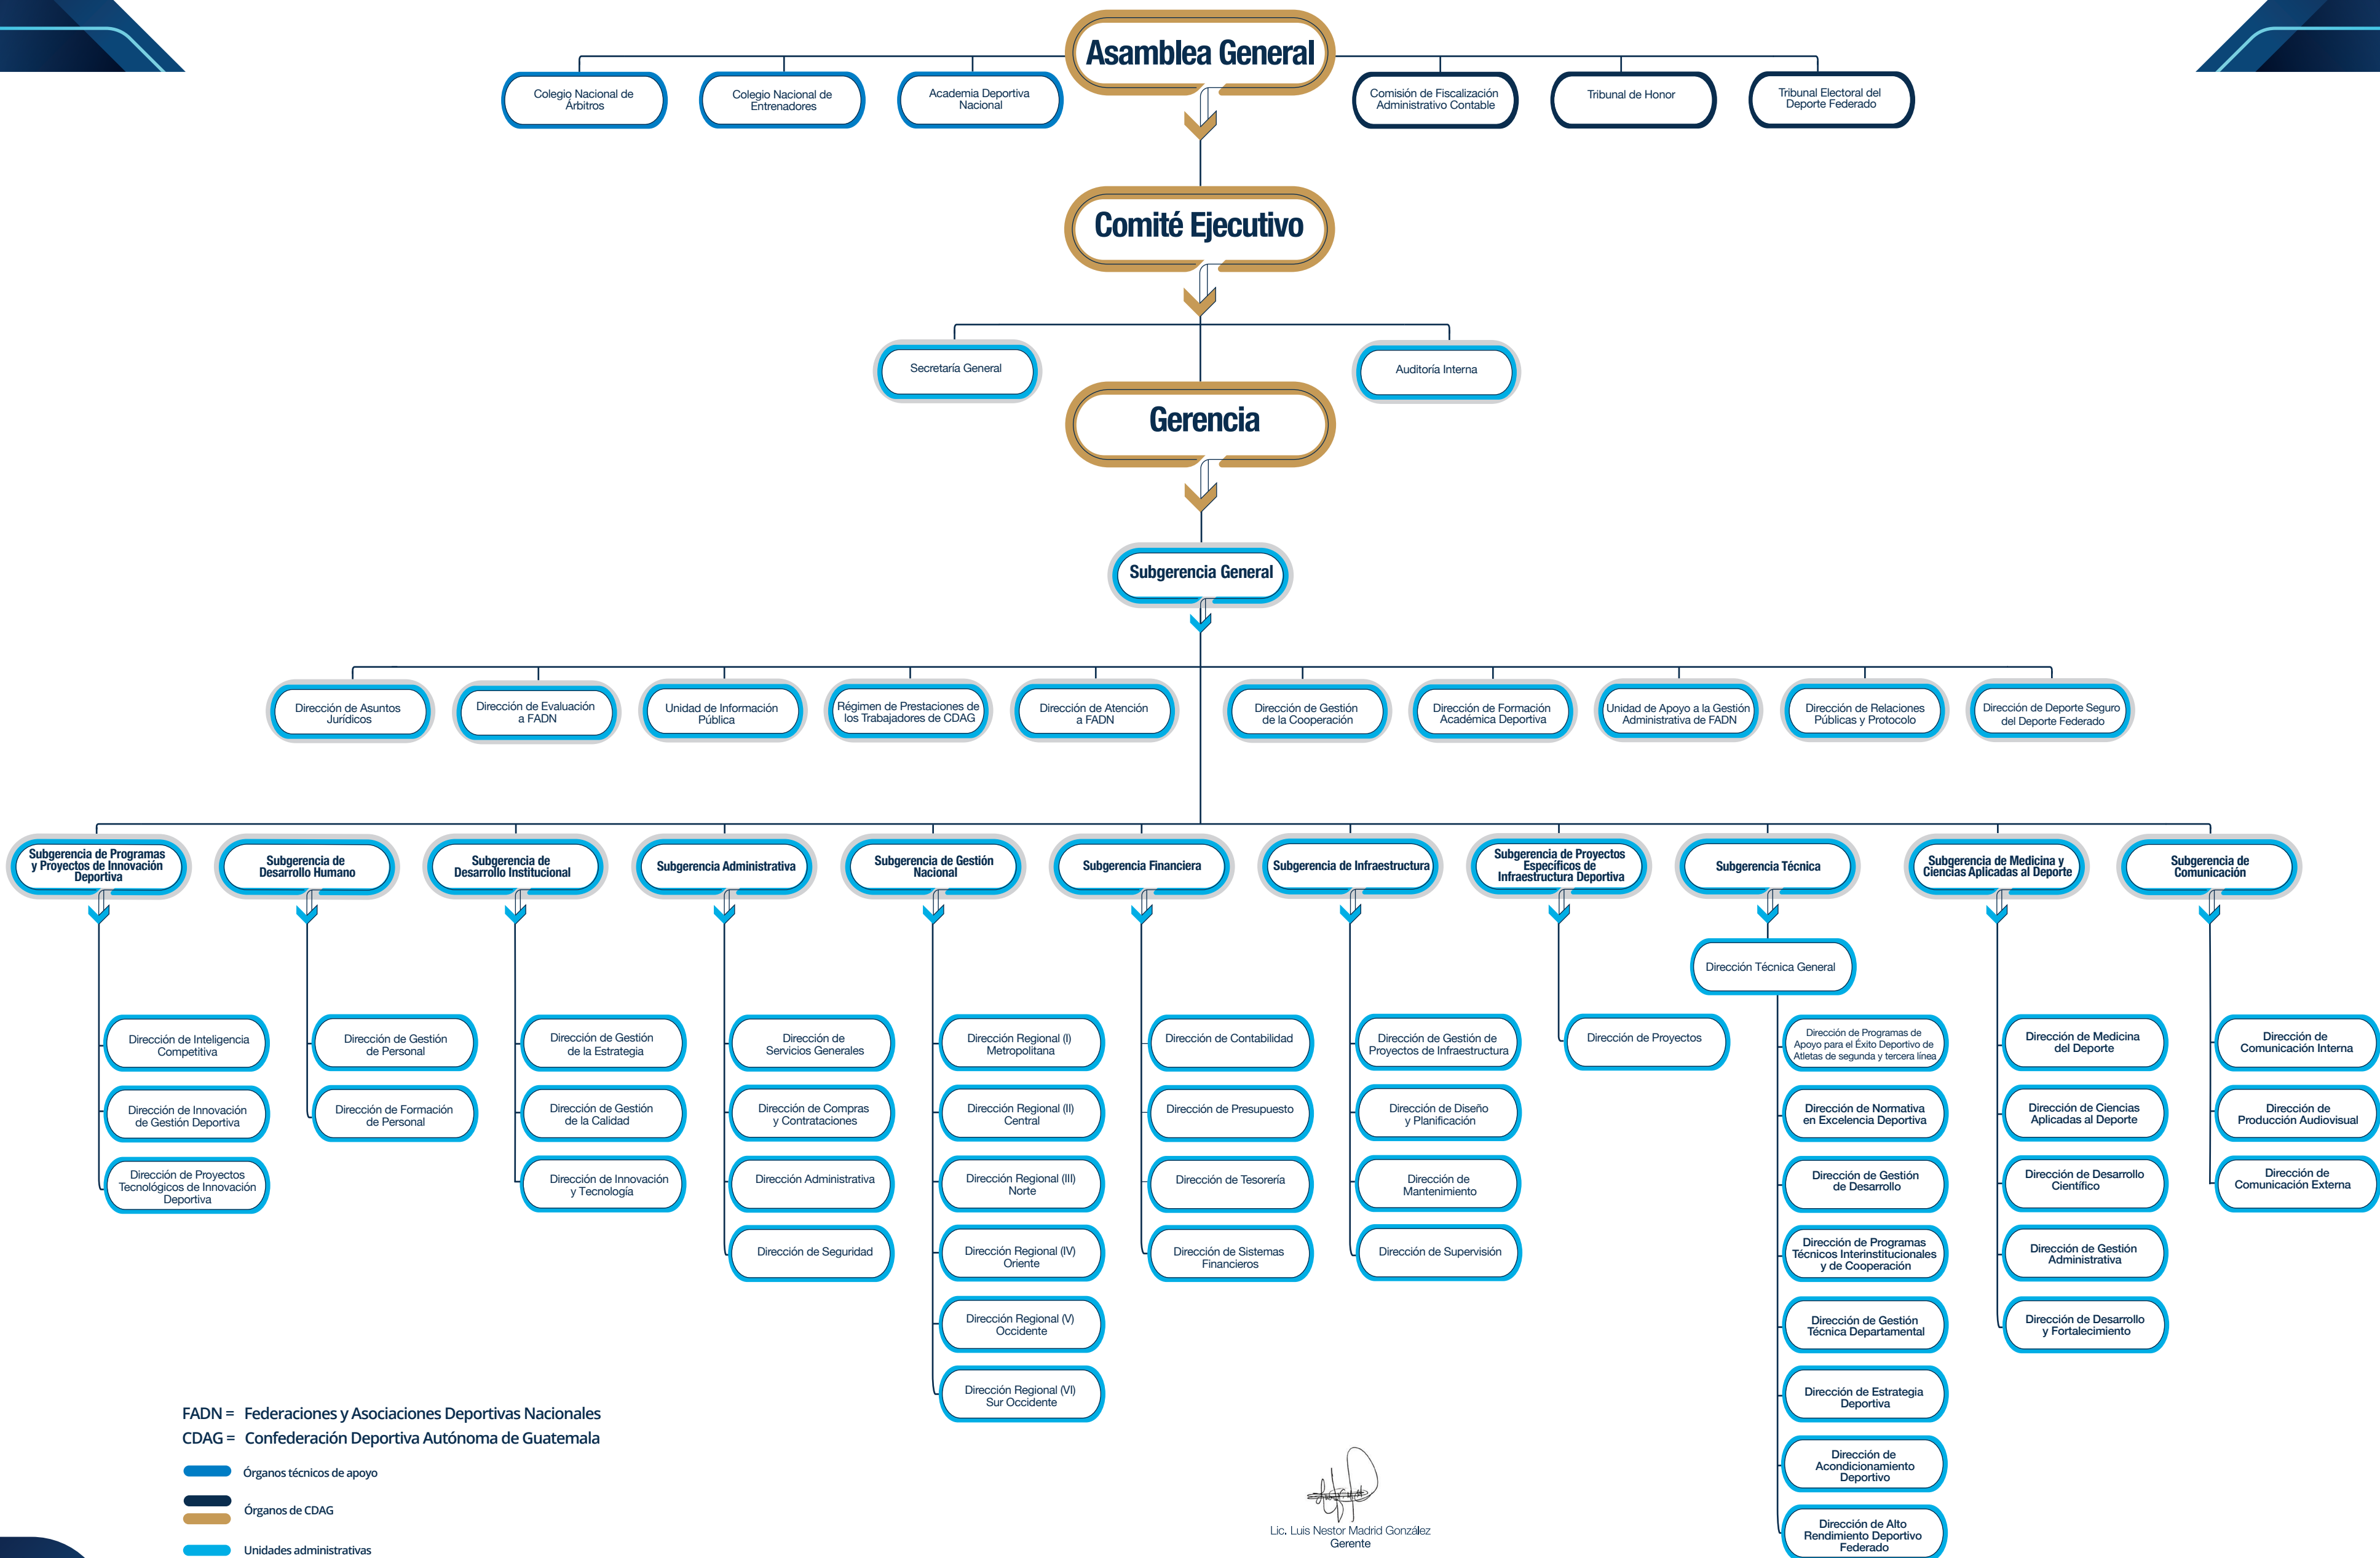 Asamblea General
Colegio Nacional de
Árbitros
Colegio Nacional de
Entrenadores
Academia Deportiva
Nacional
Comisión de Fiscalización
Administrativo Contable
Tribunal de Honor
Tribunal Electoral del
Deporte Federado
Comité Ejecutivo
Secretaría General
Auditoría Interna
Gerencia
Subgerencia General
Dirección de Asuntos
Jurídicos
Dirección de Evaluación
a FADN
Unidad de Información
Pública
Régimen de Prestaciones de
los Trabajadores de CDAG
Dirección de Atención
a FADN
Dirección de Gestión
de la Cooperación
Dirección de Formación
Académica Deportiva
Unidad de Apoyo a la Gestión
Administrativa de FADN
Dirección de Relaciones
Públicas y Protocolo
Dirección de Deporte Seguro
del Deporte Federado
Subgerencia de Programas
y Proyectos de Innovación
Deportiva
Dirección de Inteligencia
Competitiva
Dirección de Innovación
de Gestión Deportiva
Dirección de Proyectos
Tecnológicos de Innovación
Deportiva
Subgerencia de
Desarrollo Humano
Dirección de Gestión
de Personal
Dirección de Formación
de Personal
Subgerencia de
Desarrollo Institucional
Dirección de Gestión
de la Estrategia
Dirección de Gestión
de la Calidad
Dirección de Innovación
y Tecnología
Subgerencia Administrativa
Dirección de
Servicios Generales
Dirección de Compras
y Contrataciones
Dirección Administrativa
Dirección de Seguridad
Subgerencia de Gestión
Nacional
Dirección Regional (I)
Metropolitana
Dirección Regional (II)
Central
Dirección Regional (III)
Norte
Dirección Regional (IV)
Oriente
Dirección Regional (V)
Occidente
Dirección Regional (VI)
Sur Occidente
Subgerencia Financiera
Dirección de Contabilidad
Dirección de Presupuesto
Dirección de Tesorería
Dirección de Sistemas
Financieros
Subgerencia de Infraestructura
Dirección de Gestión de
Proyectos de Infraestructura
Dirección de Diseño
y Planificación
Dirección de
Mantenimiento
Dirección de Supervisión
Subgerencia de Proyectos
Específicos de
Infraestructura Deportiva
Dirección de Proyectos
Subgerencia Técnica
Dirección Técnica General
Dirección de Programas de
Apoyo para el Éxito Deportivo de
Atletas de segunda y tercera línea
Dirección de Normativa
en Excelencia Deportiva
Dirección de Gestión
de Desarrollo
Dirección de Programas
Técnicos Interinstitucionales
y de Cooperación
Dirección de Gestión
Técnica Departamental
Dirección de Estrategia
Deportiva
Dirección de
Acondicionamiento
Deportivo
Dirección de Alto
Rendimiento Deportivo
Federado
Subgerencia de Medicina y
Ciencias Aplicadas al Deporte
Dirección de Medicina
del Deporte
Dirección de Ciencias
Aplicadas al Deporte
Dirección de Desarrollo
Científico
Dirección de Gestión
Administrativa
Dirección de Desarrollo
y Fortalecimiento
Subgerencia de
Comunicación
Dirección de
Comunicación Interna
Dirección de
Producción Audiovisual
Dirección de
Comunicación Externa
FADN = Federaciones y Asociaciones Deportivas Nacionales
CDAG = Confederación Deportiva Autónoma de Guatemala
Órganos técnicos de apoyo
Órganos de CDAG
Unidades administrativas
Lic. Luis Nestor Madrid González
Gerente